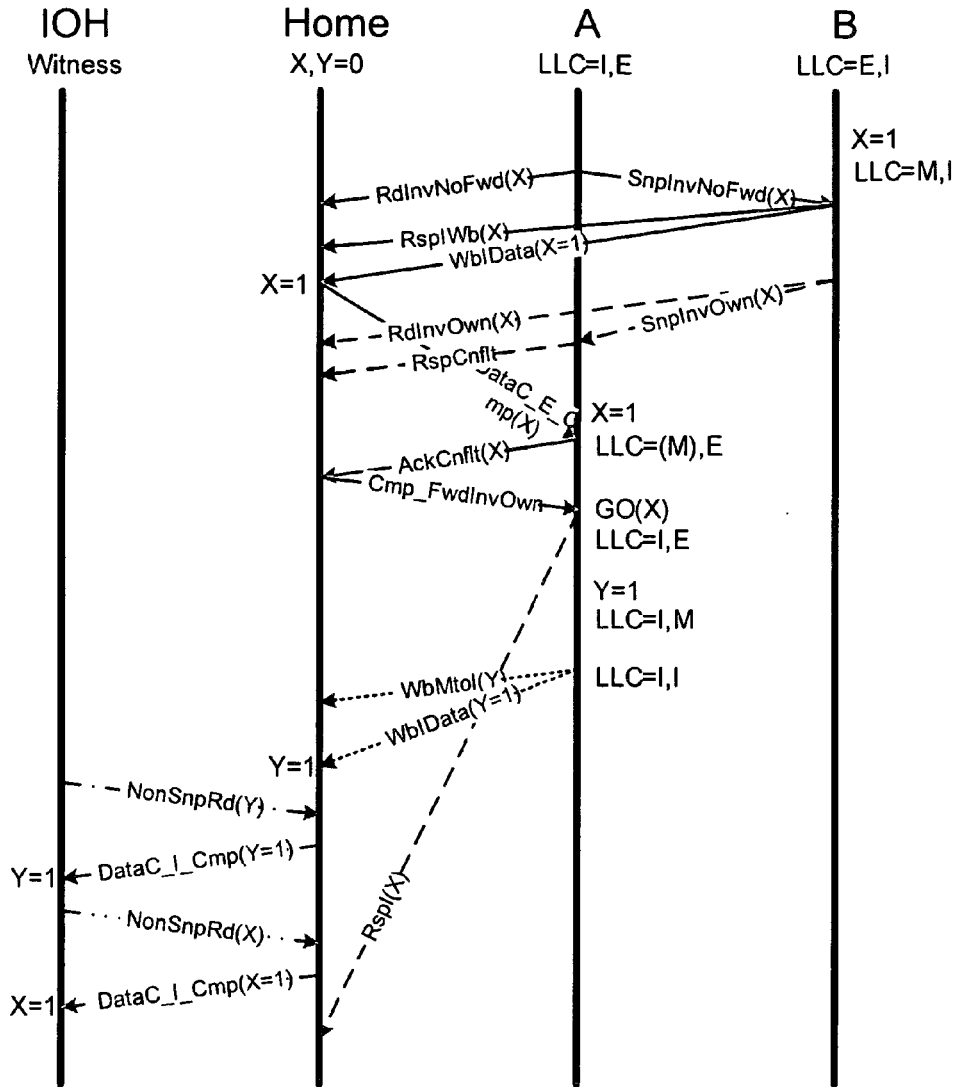 IOH Home A B
Witness X,Y=0 LLC=I,E LLC=E,I
X=1
LLC=M,I
RdInvNoFwd(X) SnpInvNoFwd(X)
RspIWb(X)
WbIData(X=1)
X=1
RdInvOwn(X) SnpInvOwn(X)
RspCnflt
DataC_E_C
mp(X)
X=1
LLC=(M),E
AckCnflt(X)
Cmp_FwdInvOwn
GO(X)
LLC=I,E
Y=1
LLC=I,M
WbMtoI(Y) LLC=I,I
WbIData(Y=1)
Y=1
NonSnpRd(Y)
DataC_I_Cmp(Y=1)
Y=1
RspI(X)
NonSnpRd(X)
DataC_I_Cmp(X=1)
X=1